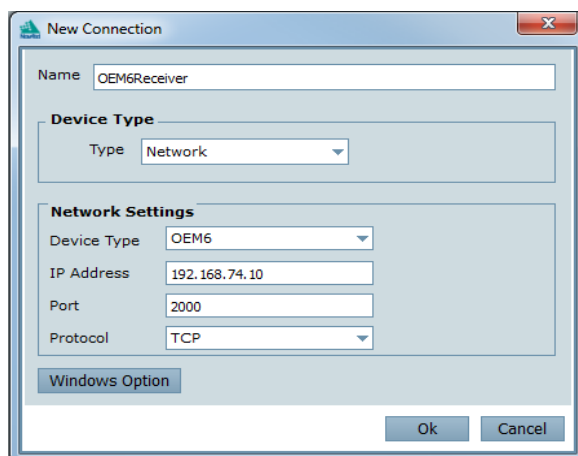 New Connection
Name OEM6Receiver
Device Type
Type Network
Network Settings
Device Type OEM6
IP Address 192.168.74.10
Port 2000
Protocol TCP
Windows Option
Ok Cancel